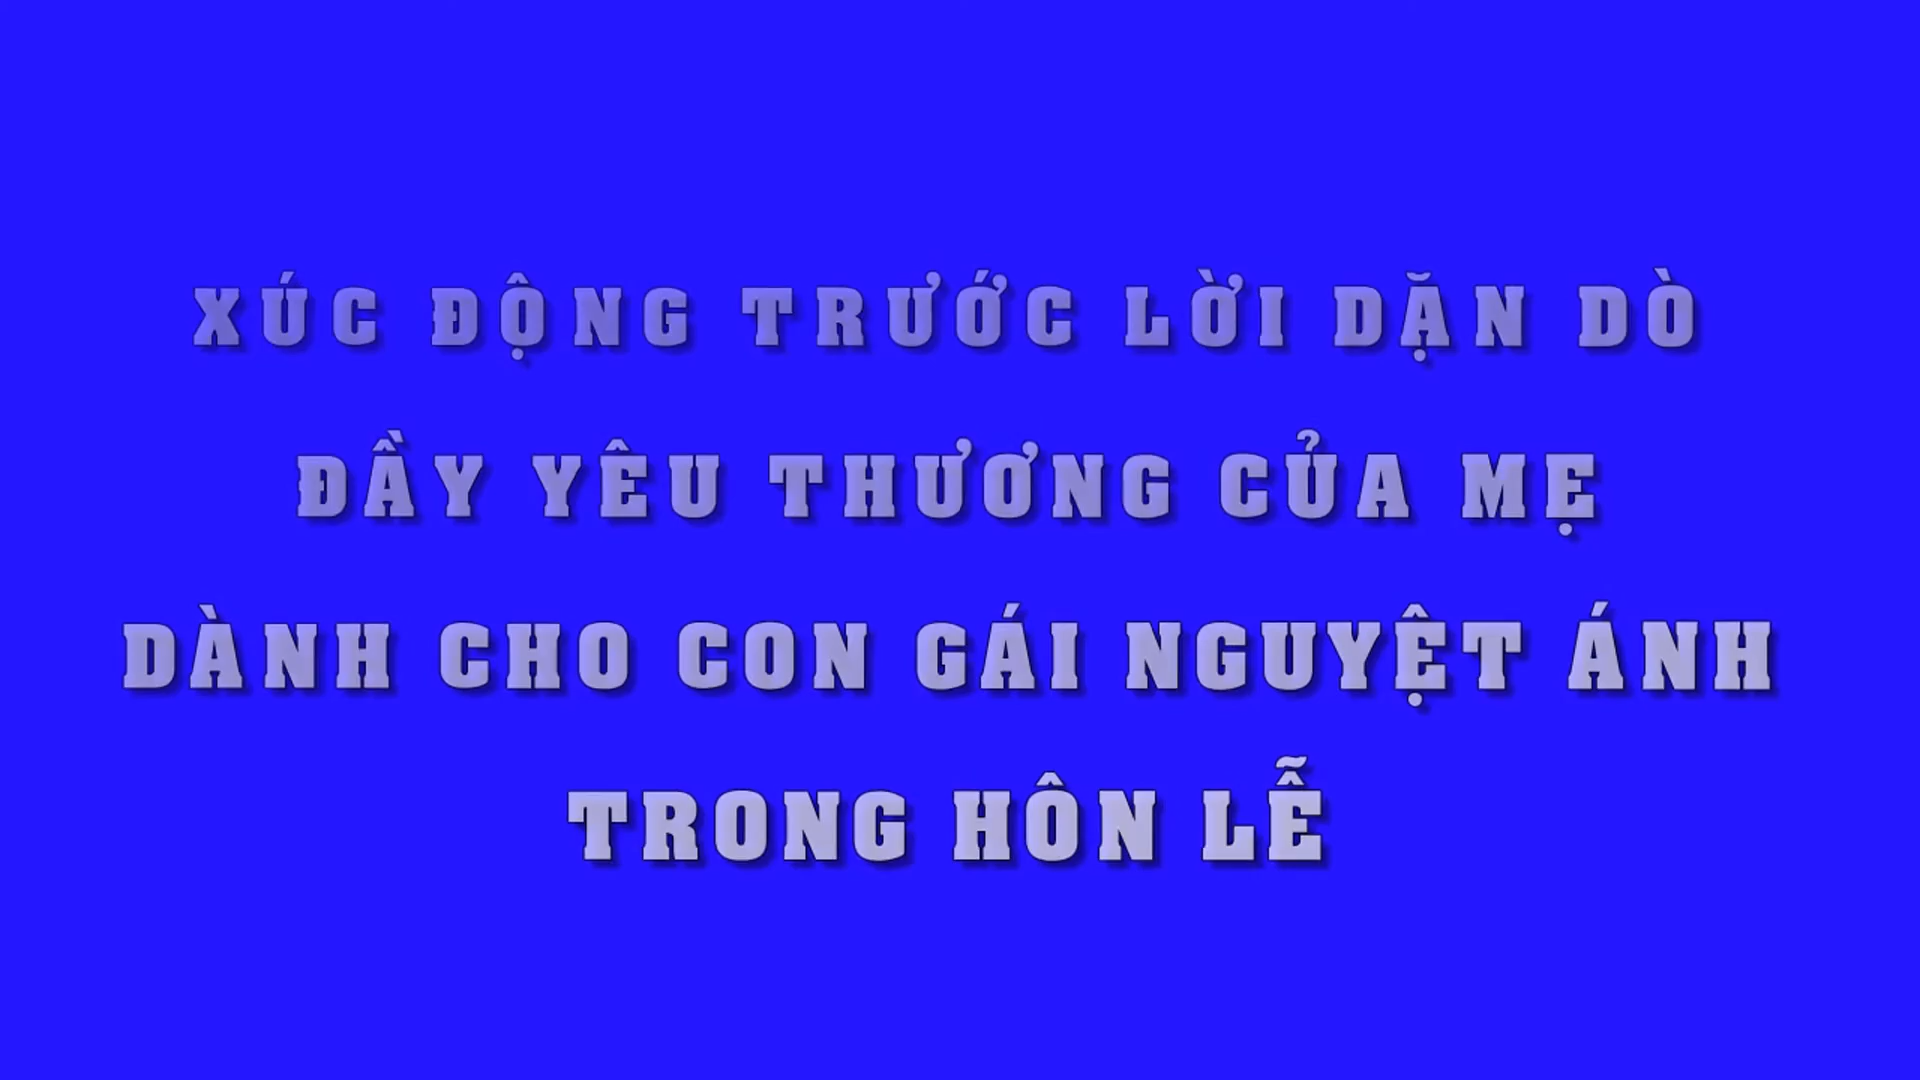 XÚC ĐỘNG TRƯỚC LỜI DẶN DÒ
ĐẦY YÊU THƯƠNG CỦA MẸ
DÀNH CHO CON GÁI NGUYỆT ÁNH
TRONG HÔN LỄ